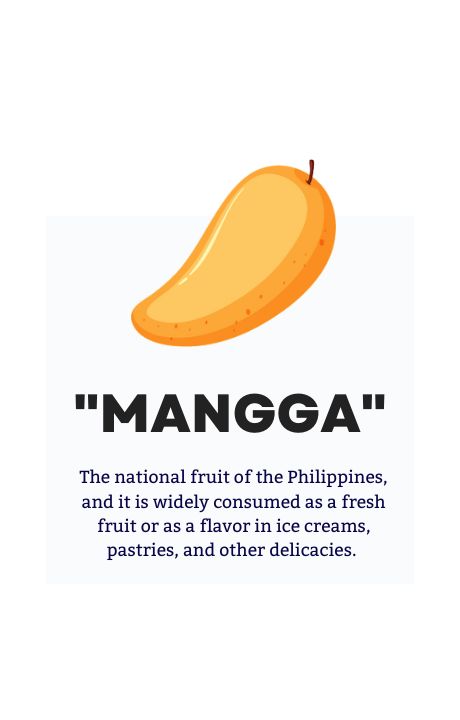 "MANGGA"
The national fruit of the Philippines,
and it is widely consumed as a fresh
fruit or as a flavor in ice creams,
pastries, and other delicacies.